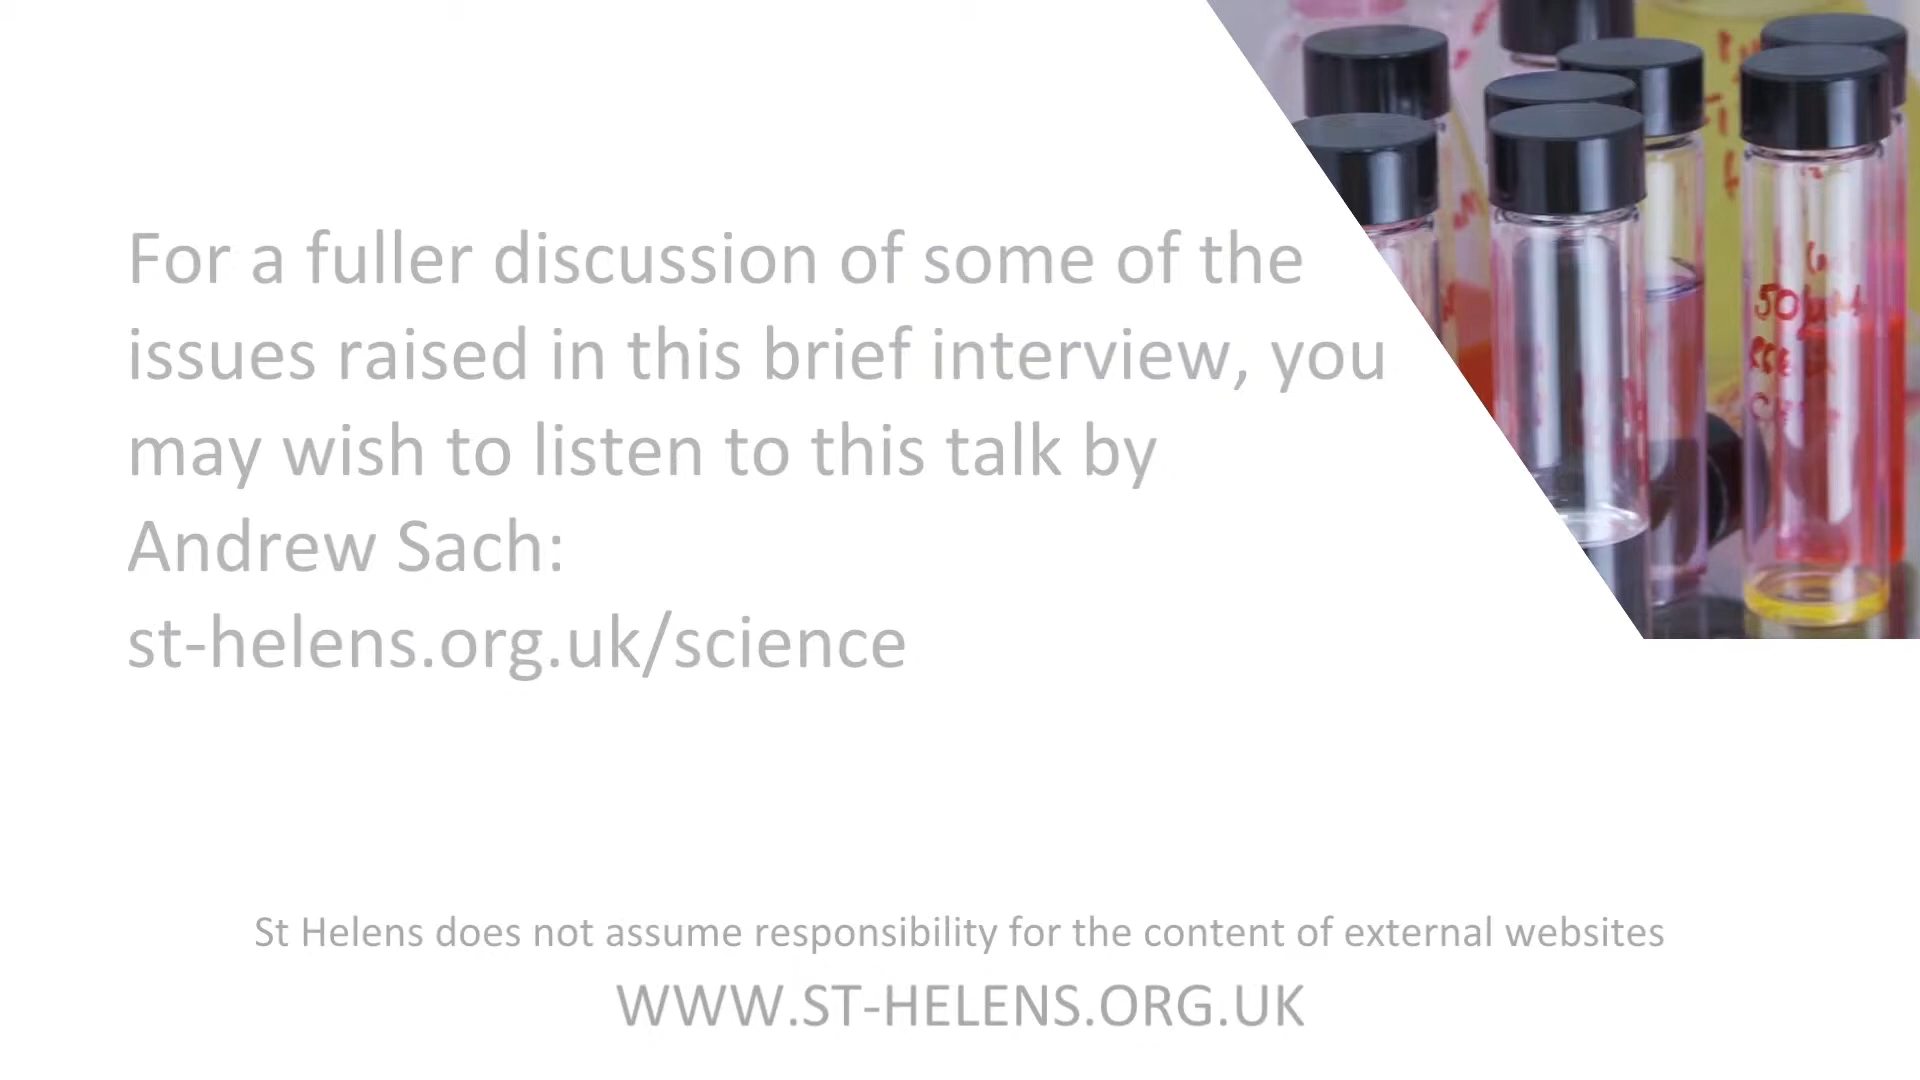 For a fuller discussion of some of the
issues raised in this brief interview, you
may wish to listen to this talk by
Andrew Sach:
st-helens.org.uk/science
50µM
St Helens does not assume responsibility for the content of external websites
WWW.ST-HELENS.ORG.UK